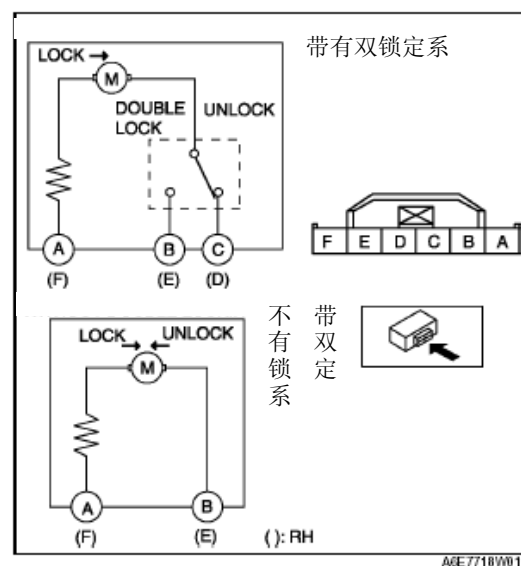 带有双锁定系
LOCK
M
DOUBLE
LOCK
UNLOCK
A
B
C
(F)
(E)
(D)
F E D C B A
不带
有双
锁定
系
LOCK
UNLOCK
M
A
B
(F)
(E)
( ): RH
A6E7718W01